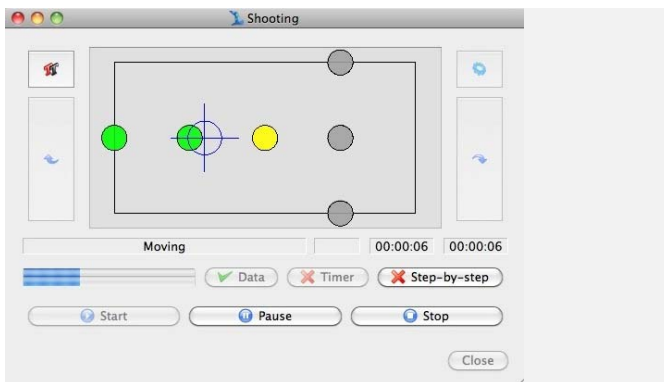 Shooting
Moving 00:00:06 00:00:06
Data Timer Step-by-step
Start Pause Stop
Close